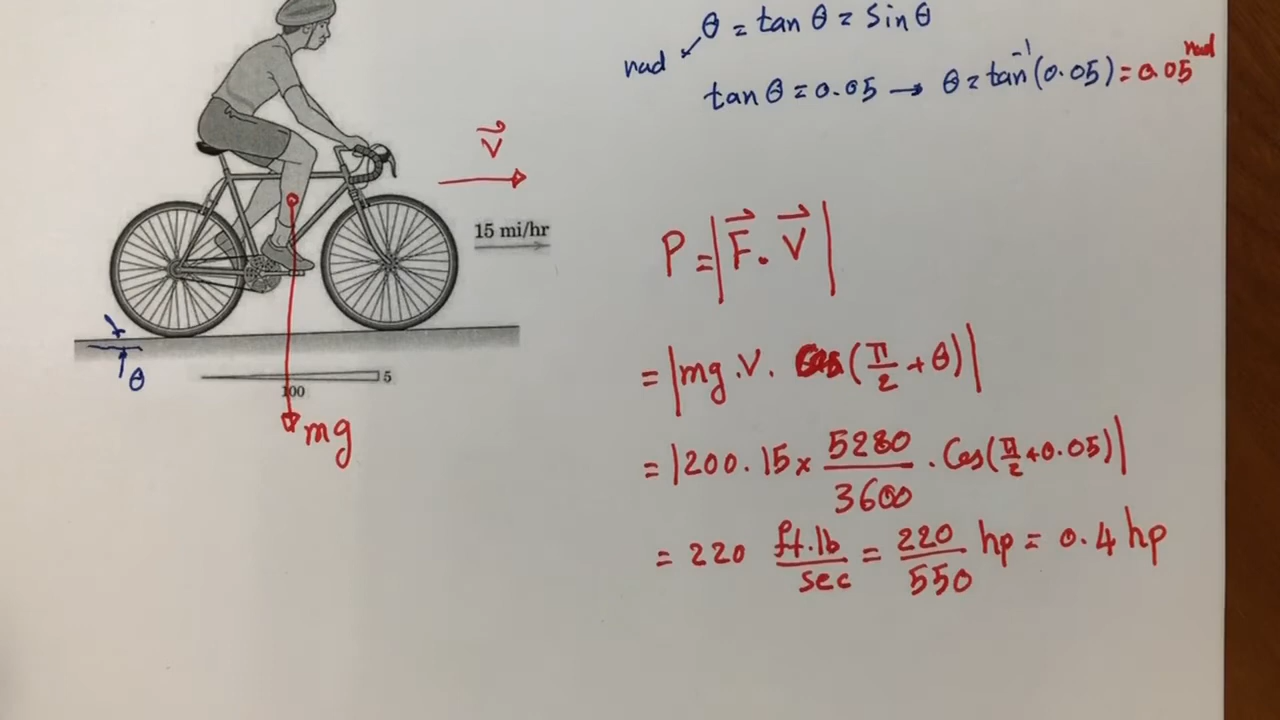 θ = tan θ = Sin θ
rad
tan θ = 0.05 → θ = tan⁻¹(0.05) = 0.05 rad
V
15 mi/hr
P = |F . V|
= |mg . V . Cos(π/2 + θ)|
θ
100
5
mg
= |200 . 15 × 5280/3600 . Cos(π/2 + 0.05)|
= 220 ft.lb/sec = 220/550 hp = 0.4 hp